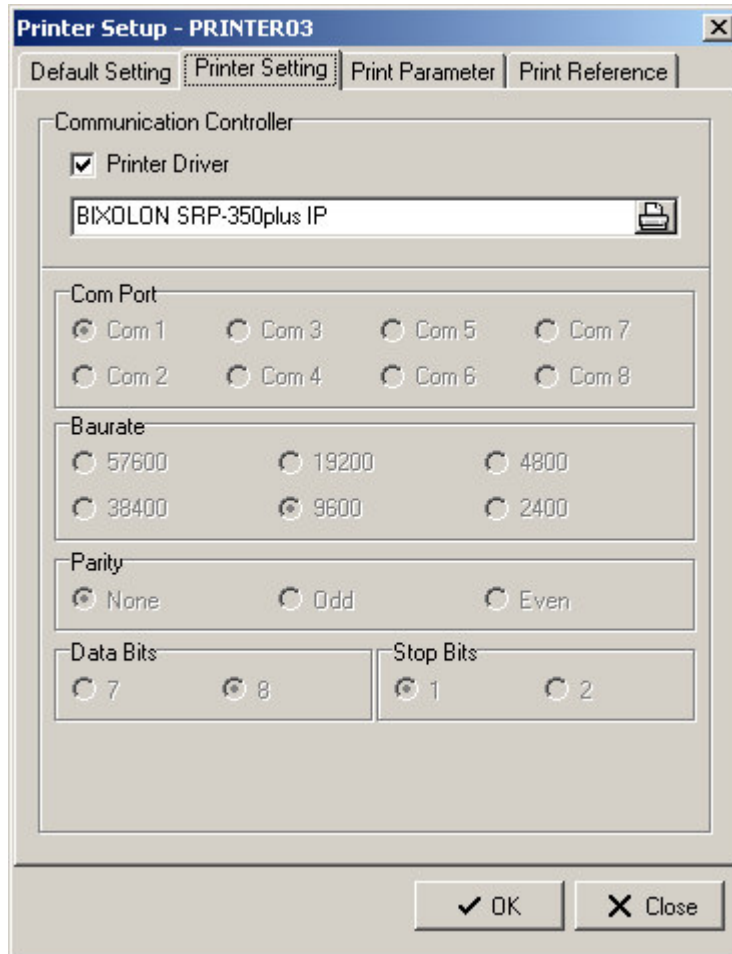 Printer Setup - PRINTER03
Default Setting Printer Setting Print Parameter Print Reference
Communication Controller
Printer Driver
BIXOLON SRP-350plus IP
Com Port
Com 1 Com 3 Com 5 Com 7
Com 2 Com 4 Com 6 Com 8
Baurate
57600 19200 4800
38400 9600 2400
Parity
None Odd Even
Data Bits Stop Bits
7 8 1 2
OK Close